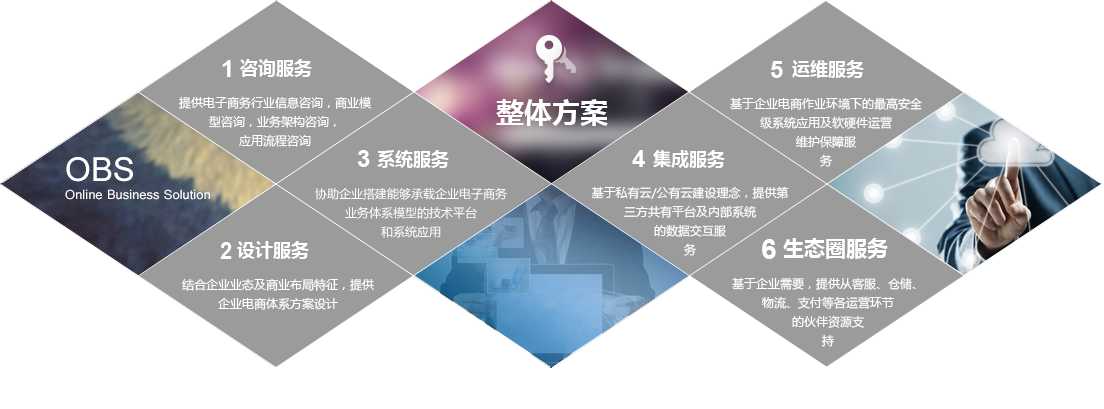 OBS
Online Business Solution
1 咨询服务
提供电子商务行业信息咨询，商业模
型咨询，业务架构咨询，
应用流程咨询
2 设计服务
结合企业业态及商业布局特征，提供
企业电商体系方案设计
3 系统服务
协助企业搭建能够承载企业电子商务
业务体系模型的技术平台
和系统应用
整体方案
4 集成服务
基于私有云/公有云建设理念，提供第
三方共有平台及内部系统
的数据交互服
务
5 运维服务
基于企业电商作业环境下的最高安全
级系统应用及软硬件运营
维护保障服
务
6 生态圈服务
基于企业需要，提供从客服、仓储、
物流、支付等各运营环节
的伙伴资源支
持